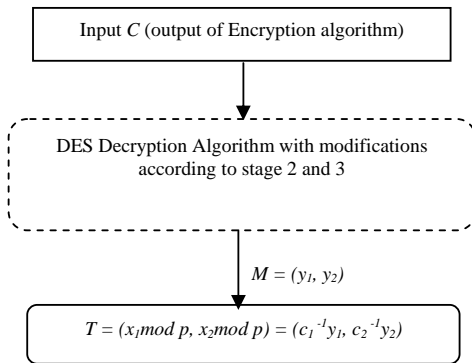 Input C (output of Encryption algorithm)
DES Decryption Algorithm with modifications
according to stage 2 and 3
M = (y₁, y₂)
T = (x₁mod p, x₂mod p) = (c₁⁻¹y₁, c₂⁻¹y₂)